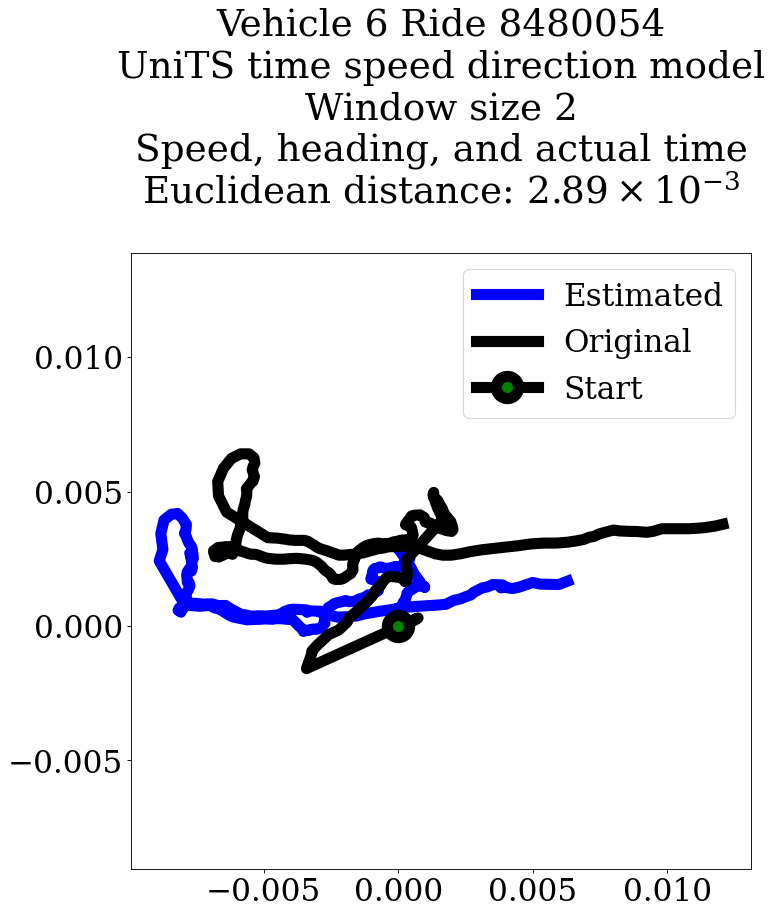 Vehicle 6 Ride 8480054
UniTS time speed direction model
Window size 2
Speed, heading, and actual time
Euclidean distance: 2.89 × 10⁻³
Estimated
Original
Start
0.010
0.005
0.000
−0.005
−0.005 0.000 0.005 0.010